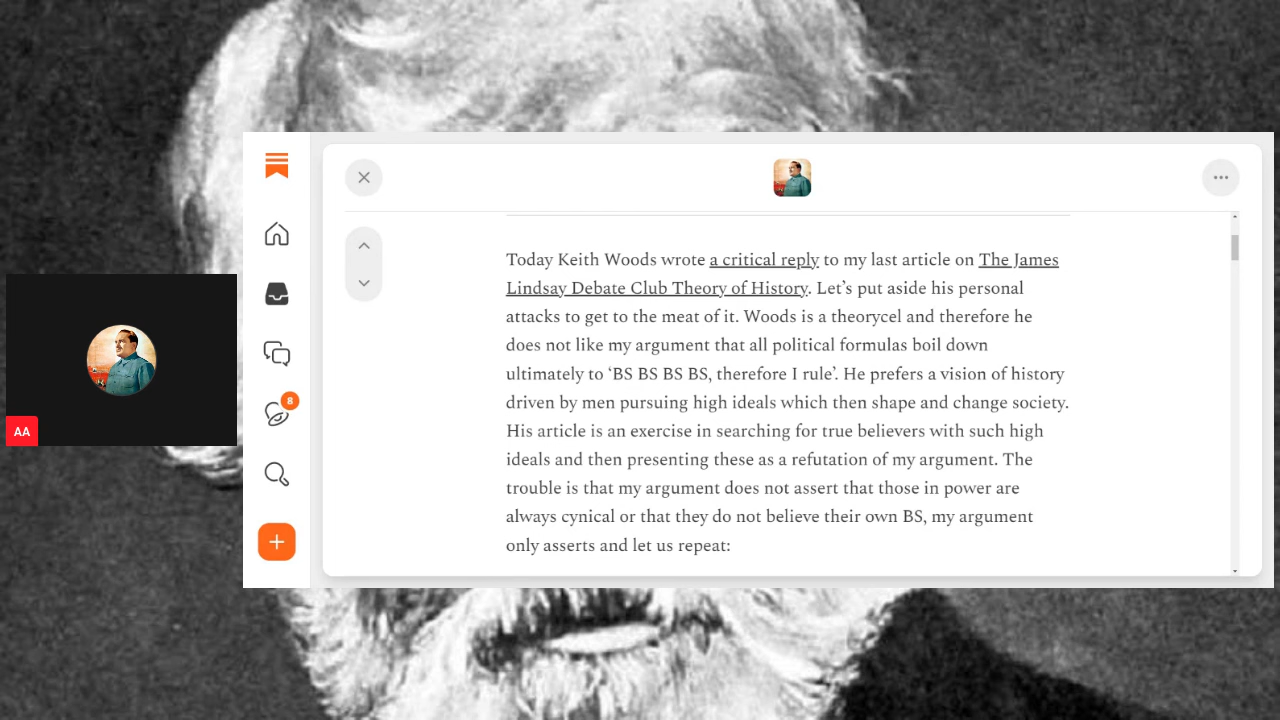 AA
8
Today Keith Woods wrote a critical reply to my last article on The James
Lindsay Debate Club Theory of History. Let’s put aside his personal
attacks to get to the meat of it. Woods is a theorycel and therefore he
does not like my argument that all political formulas boil down
ultimately to ‘BS BS BS BS, therefore I rule’. He prefers a vision of history
driven by men pursuing high ideals which then shape and change society.
His article is an exercise in searching for true believers with such high
ideals and then presenting these as a refutation of my argument. The
trouble is that my argument does not assert that those in power are
always cynical or that they do not believe their own BS, my argument
only asserts and let us repeat: